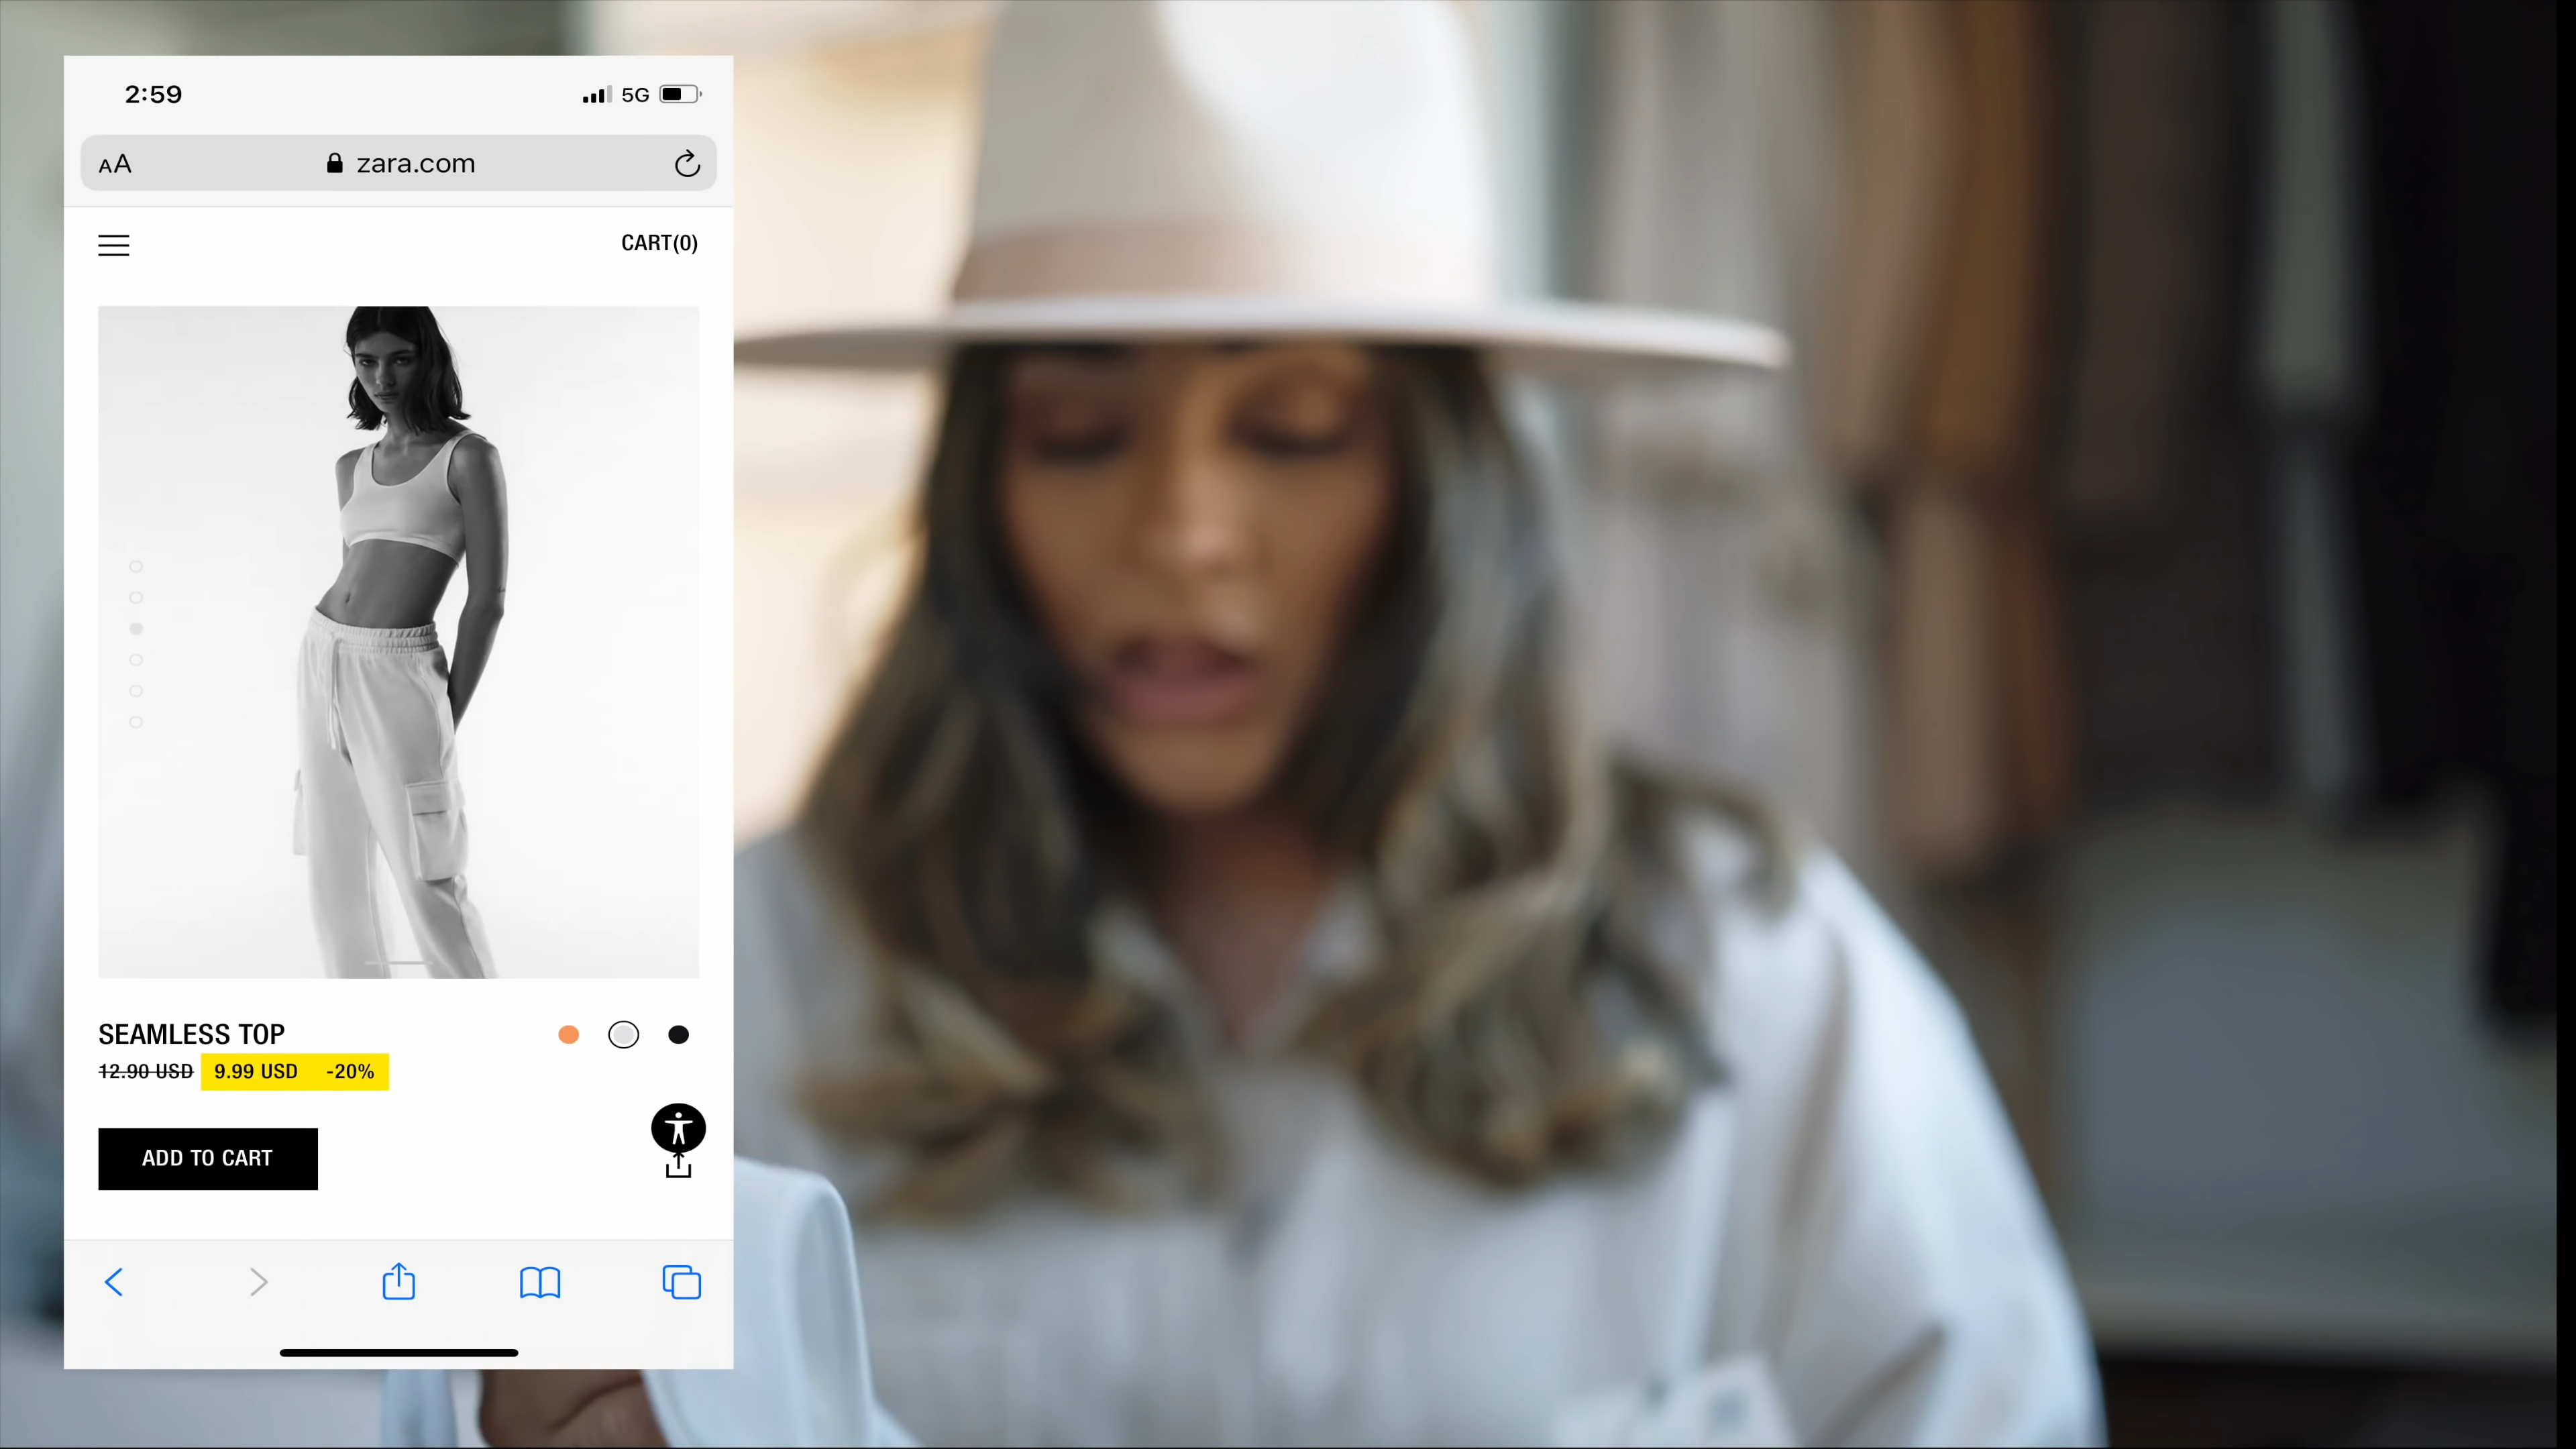 2:59
5G
AA
zara.com
CART(0)
SEAMLESS TOP
12.90 USD 9.99 USD -20%
ADD TO CART